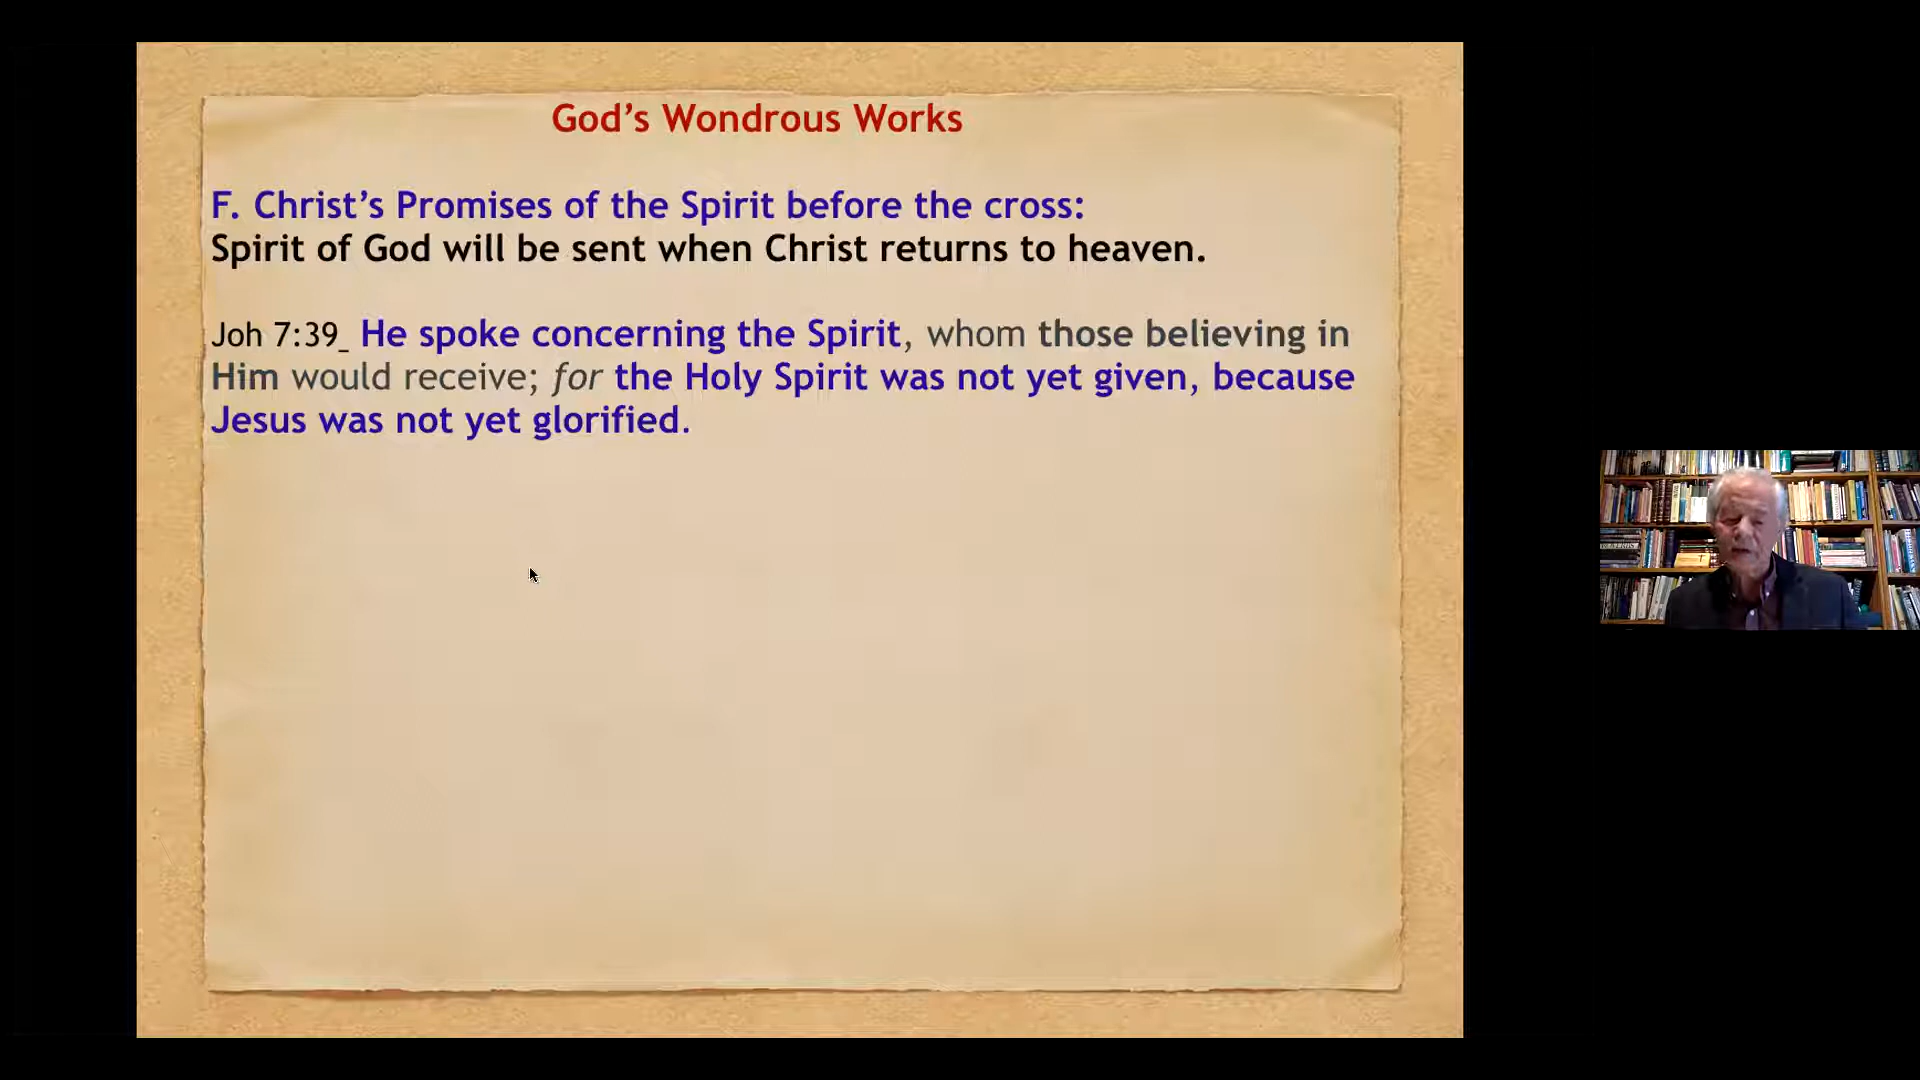 God’s Wondrous Works
F. Christ’s Promises of the Spirit before the cross:
Spirit of God will be sent when Christ returns to heaven.
Joh 7:39_ He spoke concerning the Spirit, whom those believing in
Him would receive; for the Holy Spirit was not yet given, because
Jesus was not yet glorified.